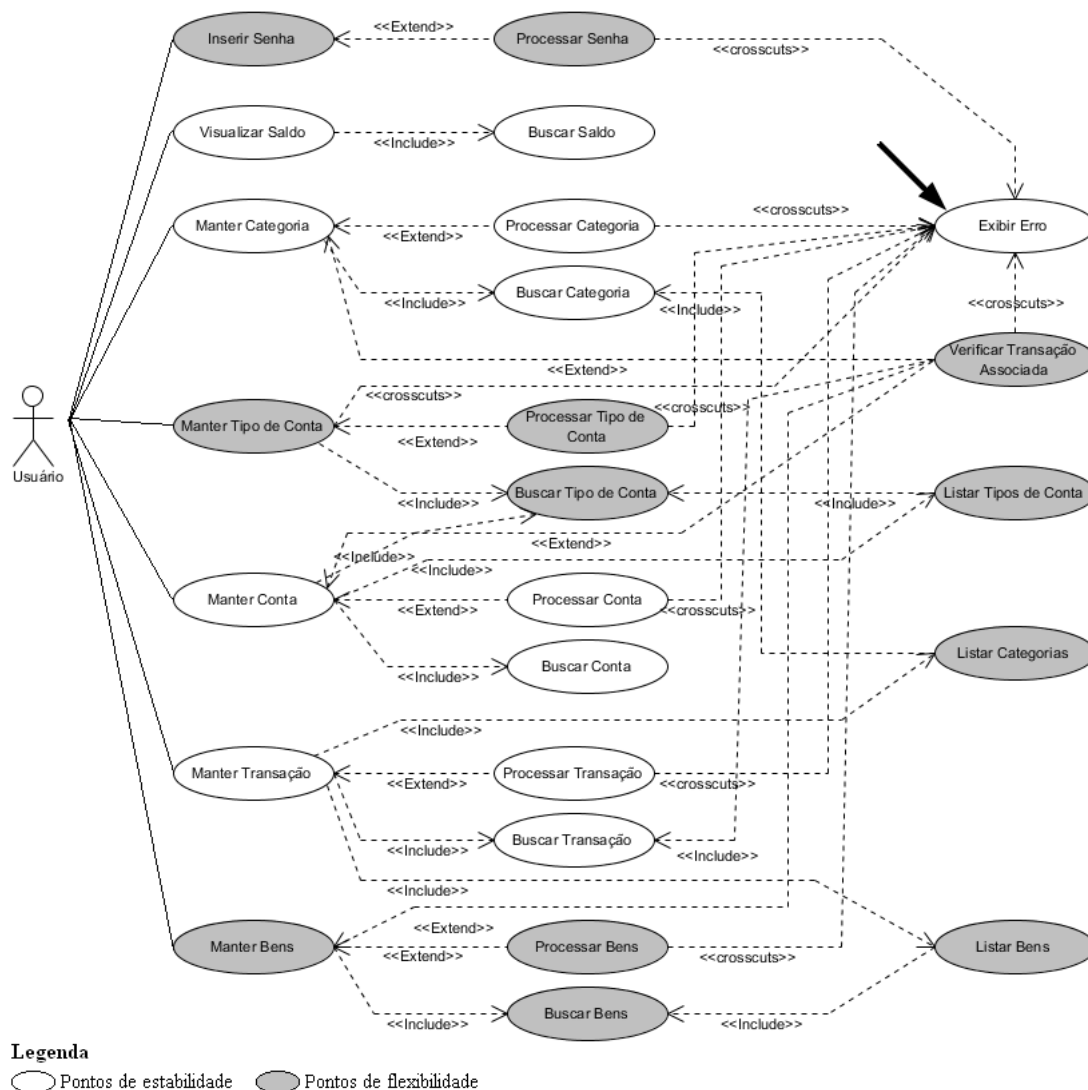 Inserir Senha
<<Extend>>
Processar Senha
<<crosscuts>>
Visualizar Saldo
<<Include>>
Buscar Saldo
Manter Categoria
<<Extend>>
Processar Categoria
<<crosscuts>>
Exibir Erro
<<Include>>
Buscar Categoria
<<Include>>
<<crosscuts>>
Verificar Transação
Associada
<<Extend>>
<<crosscuts>>
<<crosscuts>>
Manter Tipo de Conta
<<Extend>>
Processar Tipo de
Conta
Usuário
Buscar Tipo de Conta
<<Include>>
Listar Tipos de Conta
<<Include>>
<<Extend>>
<<Include>>
<<Include>>
Manter Conta
<<Extend>>
Processar Conta
<<crosscuts>>
Buscar Conta
<<Include>>
Listar Categorias
<<Include>>
Manter Transação
<<Extend>>
Processar Transação
<<crosscuts>>
Buscar Transação
<<Include>>
<<Include>>
<<Include>>
<<Extend>>
Manter Bens
<<Extend>>
Processar Bens
<<crosscuts>>
Listar Bens
Buscar Bens
<<Include>>
<<Include>>
Legenda
Pontos de estabilidade
Pontos de flexibilidade